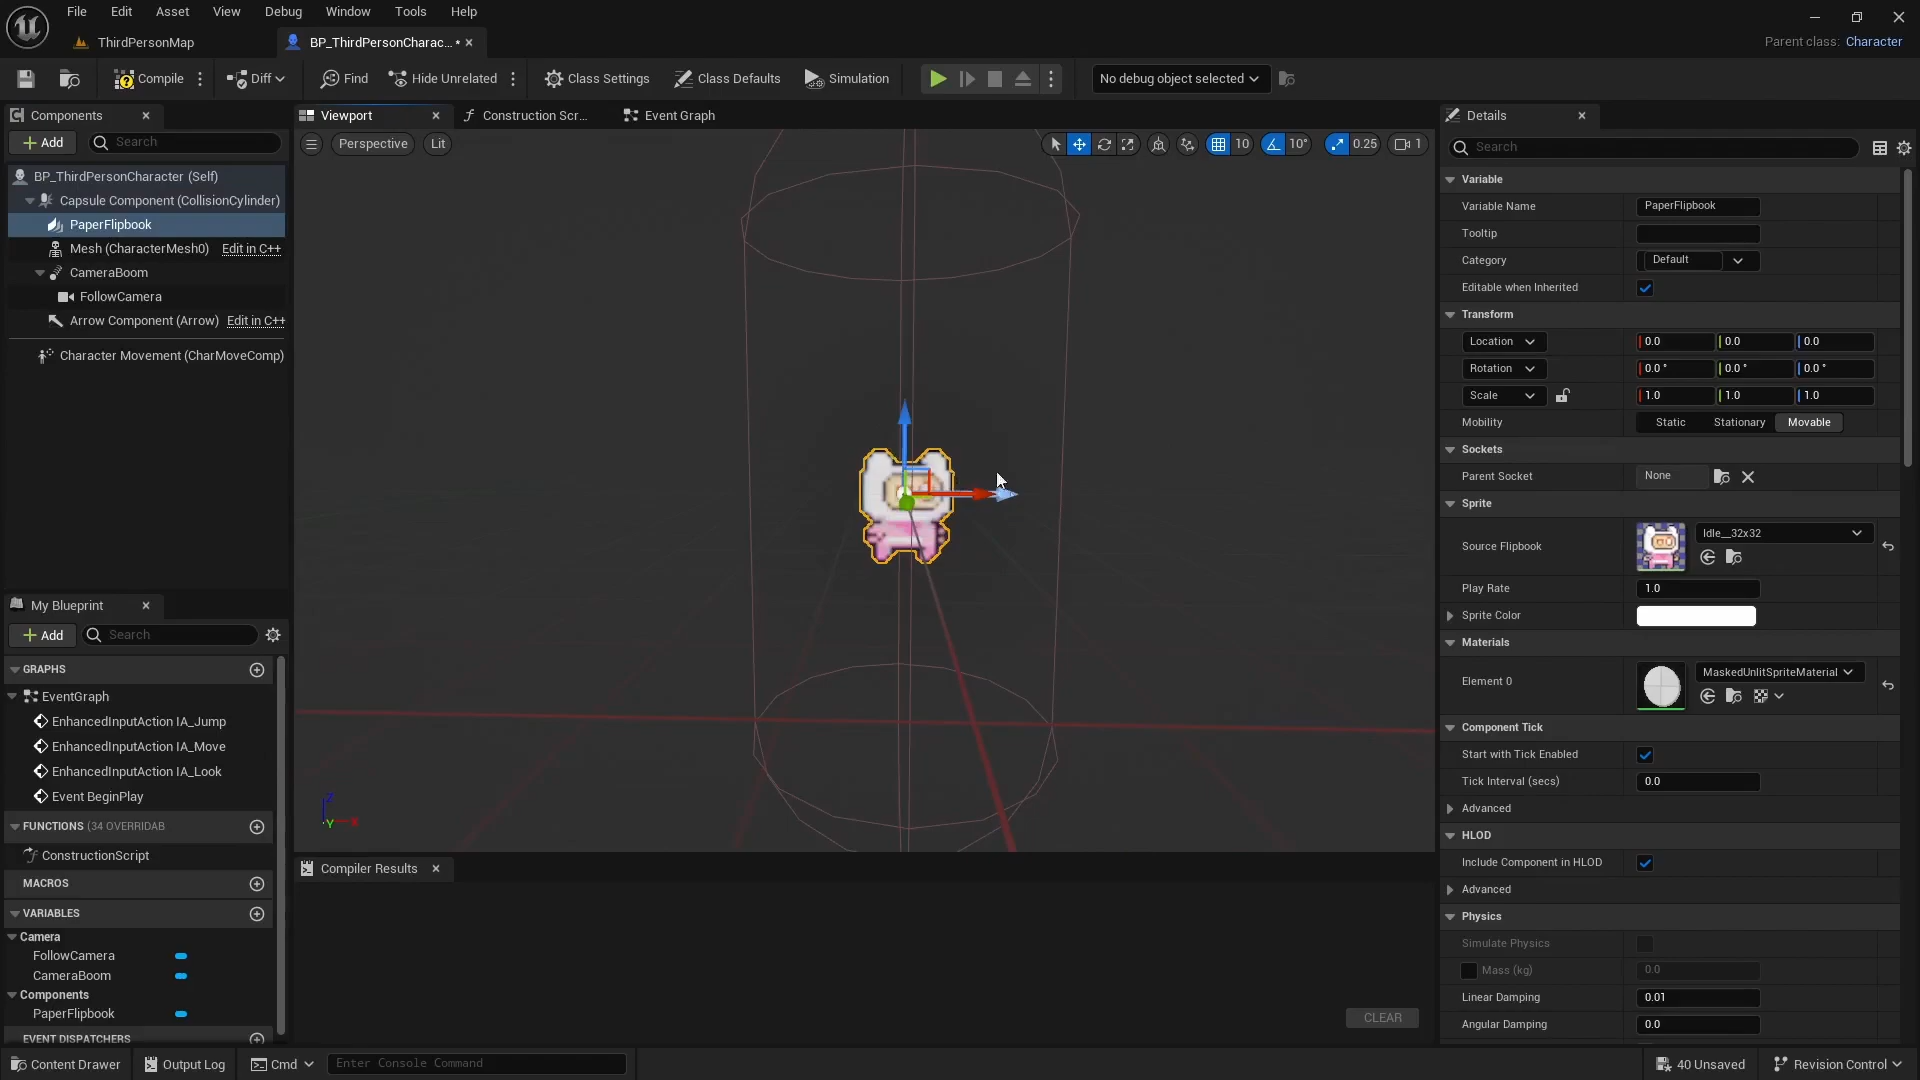 File Edit Asset View Debug Window Tools Help
ThirdPersonMap
BP_ThirdPersonCharac... *
Parent class: Character
Compile
Diff
Find
Hide Unrelated
Class Settings
Class Defaults
Simulation
No debug object selected
Components
Add
Search
BP_ThirdPersonCharacter (Self)
Capsule Component (CollisionCylinder)
PaperFlipbook
Mesh (CharacterMesh0) Edit in C++
CameraBoom
FollowCamera
Arrow Component (Arrow) Edit in C++
Character Movement (CharMoveComp)
My Blueprint
Add
Search
GRAPHS
EventGraph
EnhancedInputAction IA_Jump
EnhancedInputAction IA_Move
EnhancedInputAction IA_Look
Event BeginPlay
FUNCTIONS (34 OVERRIDAB
ConstructionScript
MACROS
VARIABLES
Camera
FollowCamera
CameraBoom
Components
PaperFlipbook
EVENT DISPATCHERS
Viewport
Construction Scr...
Event Graph
Perspective
Lit
10
10°
0.25
1
Z
Y
Compiler Results
CLEAR
Details
Search
Variable
Variable Name PaperFlipbook
Tooltip
Category Default
Editable when Inherited
Transform
Location 0.0 0.0 0.0
Rotation 0.0 ° 0.0 ° 0.0 °
Scale 1.0 1.0 1.0
Mobility Static Stationary Movable
Sockets
Parent Socket None
Sprite
Source Flipbook Idle__32x32
Play Rate 1.0
Sprite Color
Materials
Element 0 MaskedUnlitSpriteMaterial
Component Tick
Start with Tick Enabled
Tick Interval (secs) 0.0
Advanced
HLOD
Include Component in HLOD
Advanced
Physics
Simulate Physics
Mass (kg) 0.0
Linear Damping 0.01
Angular Damping 0.0
Content Drawer
Output Log
Cmd
Enter Console Command
40 Unsaved
Revision Control